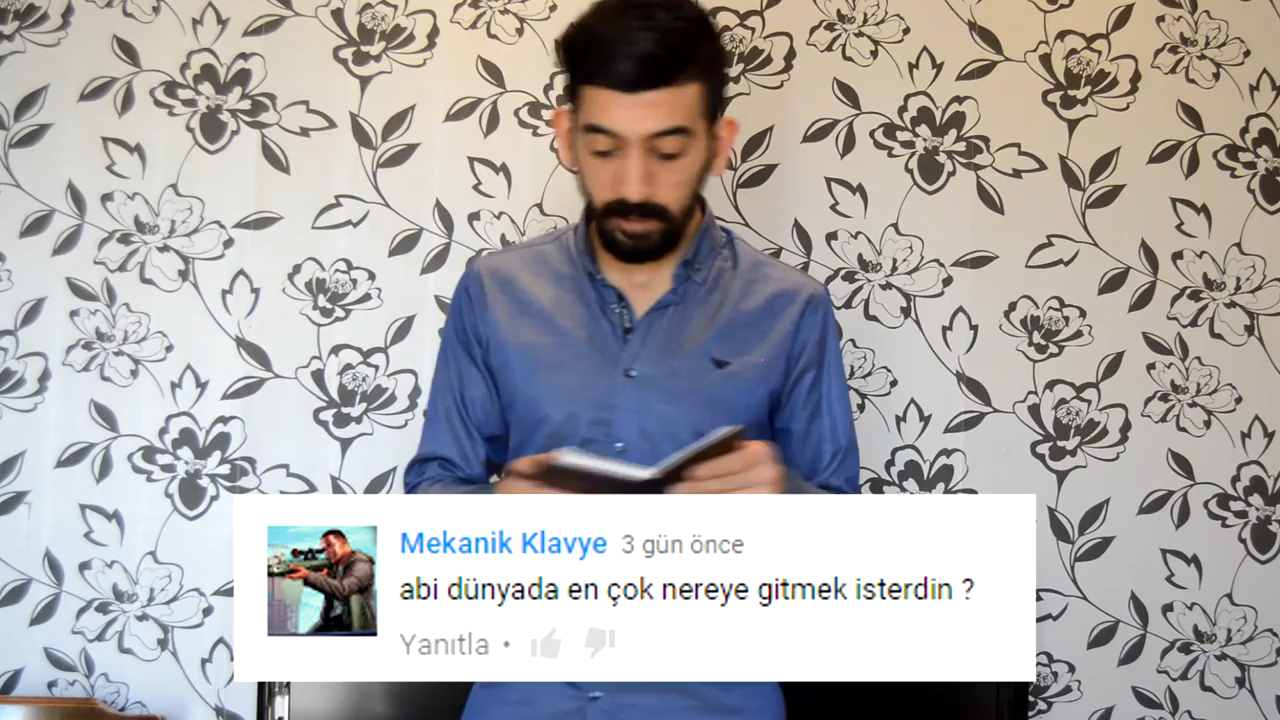 Mekanik Klavye 3 gün önce
abi dünyada en çok nereye gitmek isterdin ?
Yanıtla •